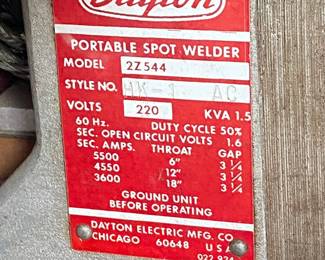 Dayton
PORTABLE SPOT WELDER
MODEL 2Z544
STYLE NO. HK-1 AC
VOLTS 220 KVA 1.5
60 Hz. DUTY CYCLE 50%
SEC. OPEN CIRCUIT VOLTS 1.6
SEC. AMPS. THROAT GAP
5500 6" 3 1/4
4550 12" 3 1/4
3600 18" 3 1/4
GROUND UNIT
BEFORE OPERATING
DAYTON ELECTRIC MFG. CO
CHICAGO 60648 U S A